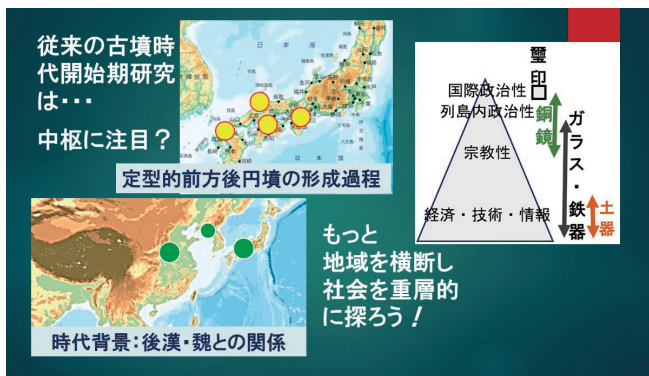 従来の古墳時
代開始期研究
は・・・
中枢に注目？
日本海
定型的前方後円墳の形成過程
時代背景：後漢・魏との関係
璽印
国際政治性
列島内政治性
宗教性
経済・技術・情報
銅鏡
ガラス・鉄器
土器
もっと
地域を横断し
社会を重層的
に探ろう！